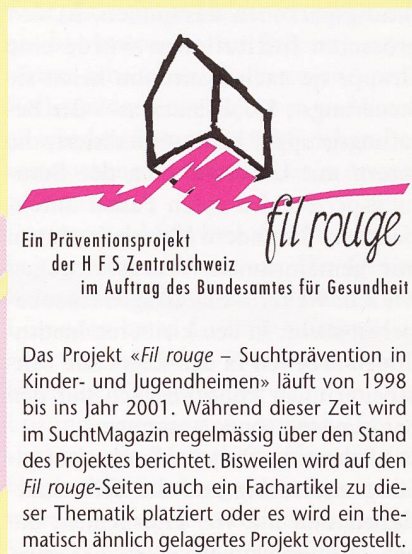 fil rouge
Ein Präventionsprojekt
der H F S Zentralschweiz
im Auftrag des Bundesamtes für Gesundheit
Das Projekt «Fil rouge – Suchtprävention in
Kinder- und Jugendheimen» läuft von 1998
bis ins Jahr 2001. Während dieser Zeit wird
im SuchtMagazin regelmässig über den Stand
des Projektes berichtet. Bisweilen wird auf den
Fil rouge-Seiten auch ein Fachartikel zu die-
ser Thematik platziert oder es wird ein the-
matisch ähnlich gelagertes Projekt vorgestellt.